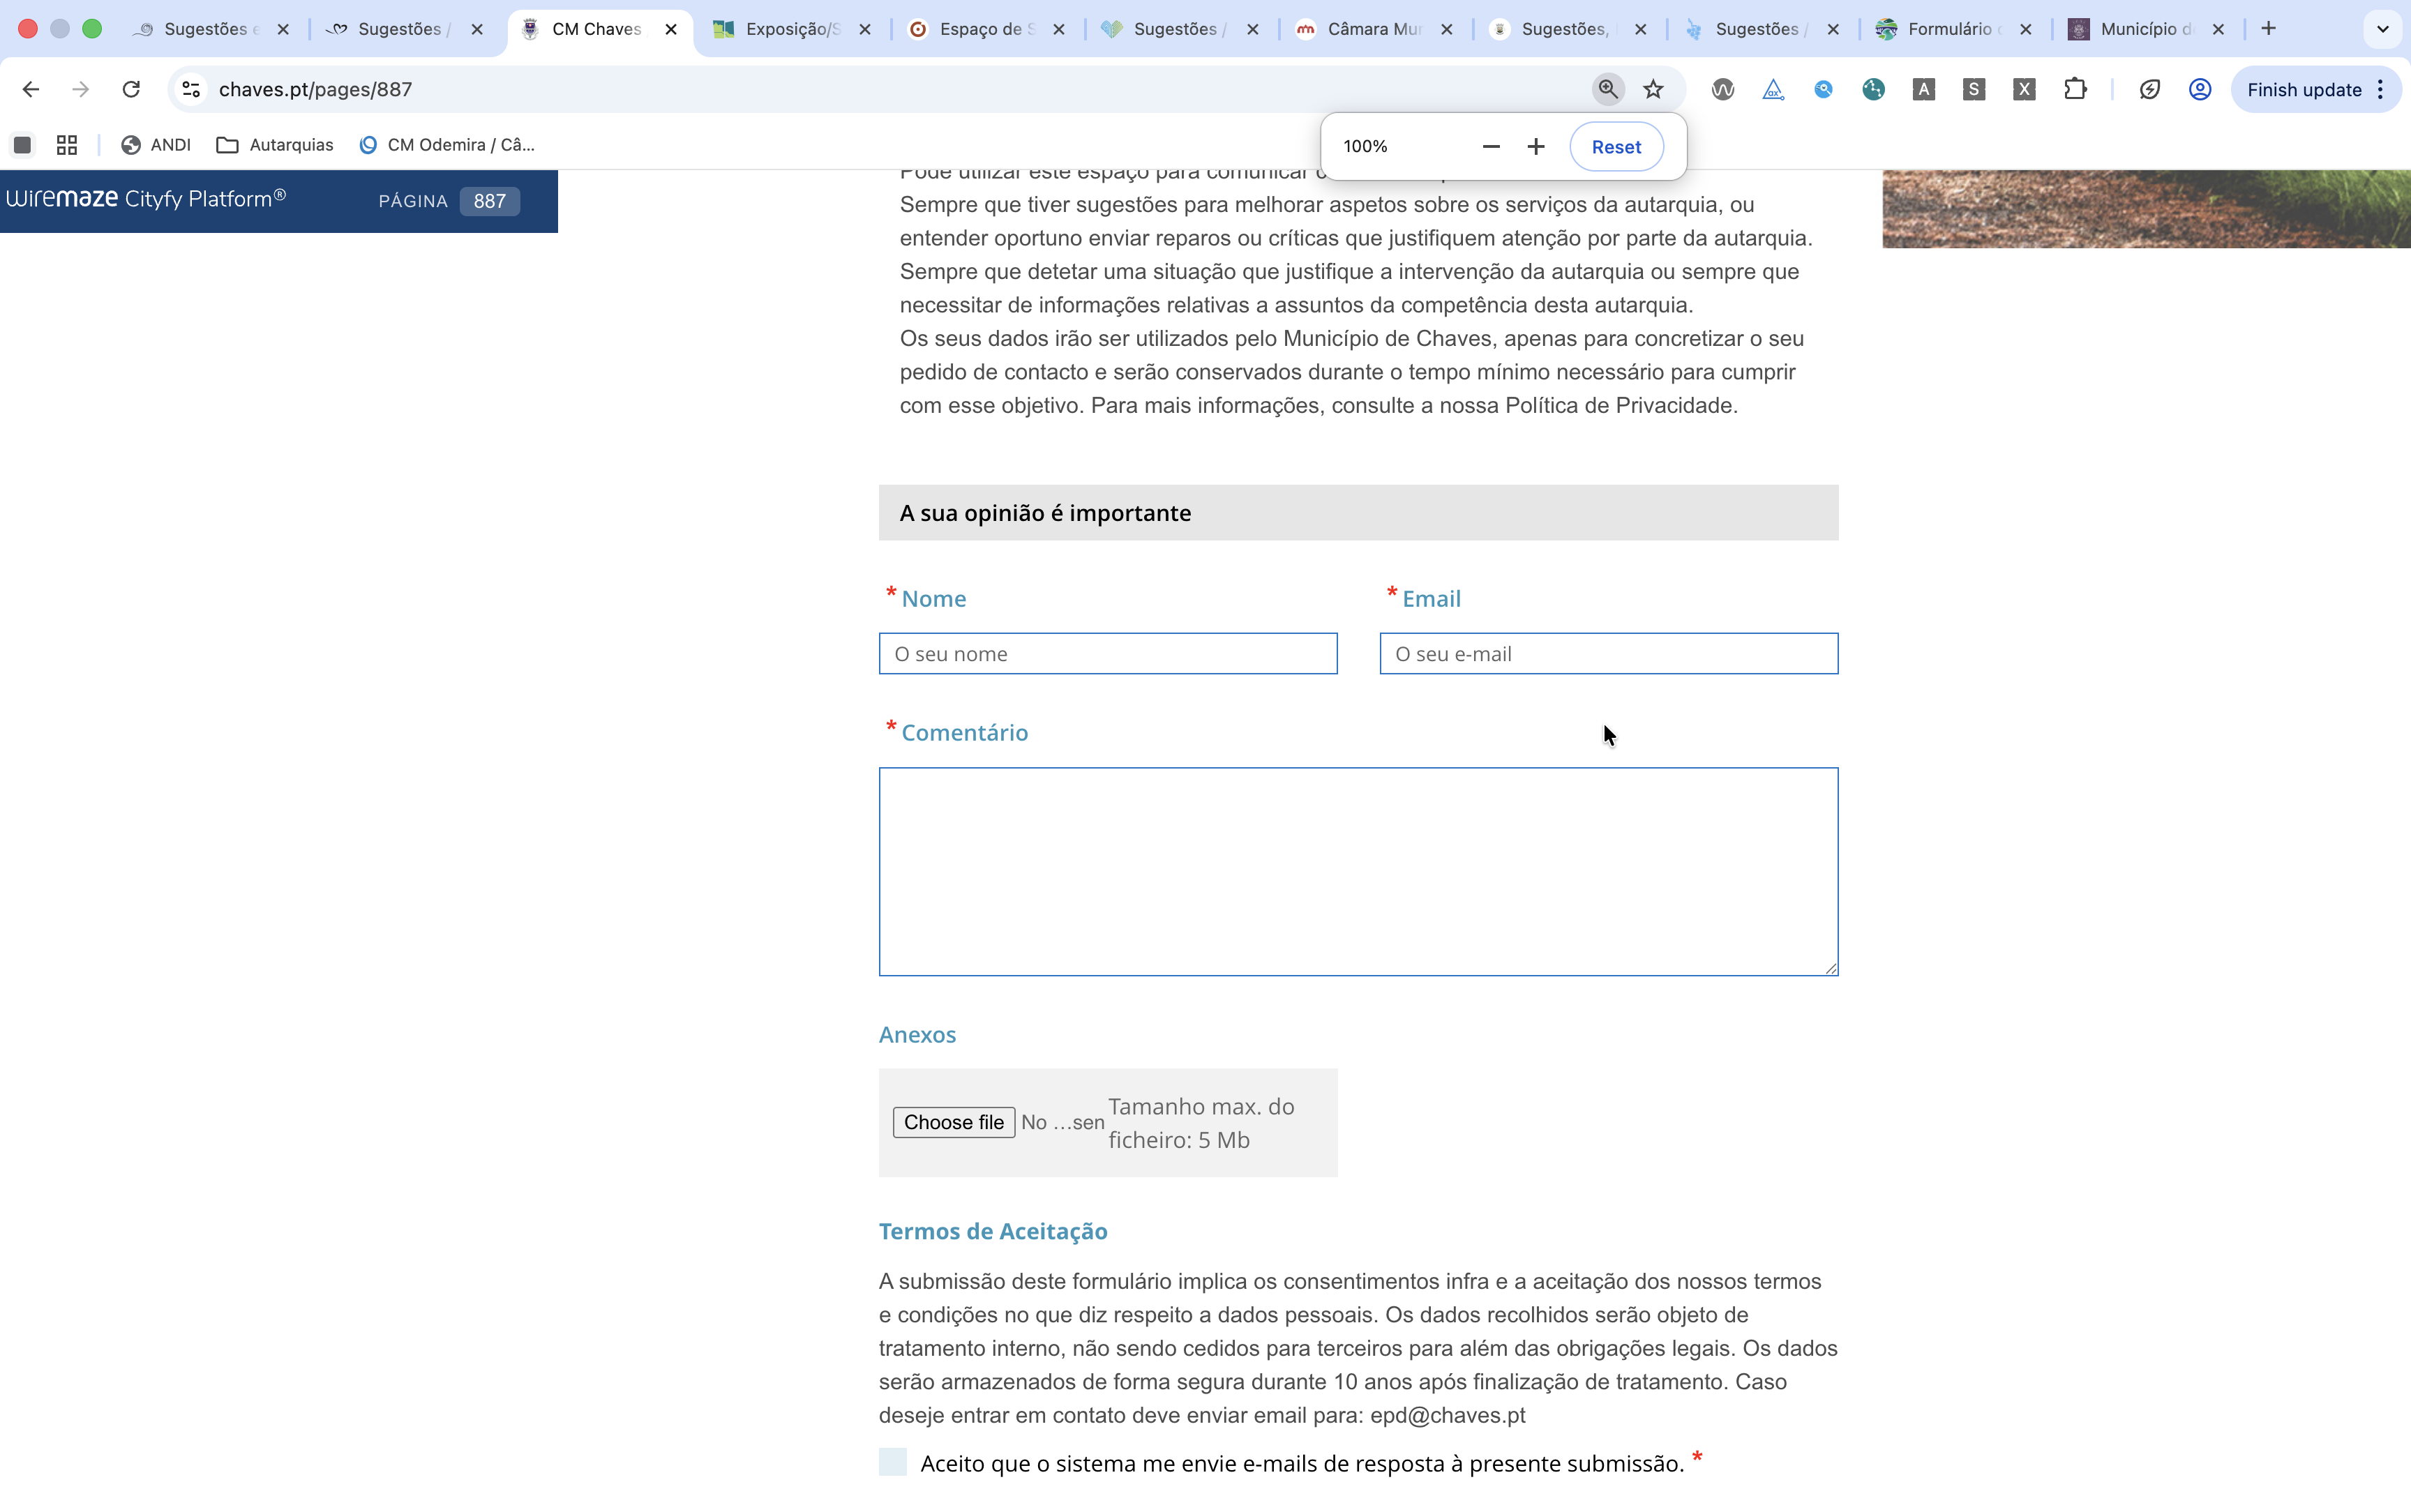 Sugestões e
Sugestões /
CM Chaves
Exposição/S
Espaço de S
Sugestões /
Câmara Mun
Sugestões,
Sugestões /
Formulário
Município d
chaves.pt/pages/887
Finish update
ANDI
Autarquias
CM Odemira / Câ...
100%
Reset
wiremaze Cityfy Platform®
PÁGINA 887
Pode utilizar este espaço para comunicar
Sempre que tiver sugestões para melhorar aspetos sobre os serviços da autarquia, ou
entender oportuno enviar reparos ou críticas que justifiquem atenção por parte da autarquia.
Sempre que detetar uma situação que justifique a intervenção da autarquia ou sempre que
necessitar de informações relativas a assuntos da competência desta autarquia.
Os seus dados irão ser utilizados pelo Município de Chaves, apenas para concretizar o seu
pedido de contacto e serão conservados durante o tempo mínimo necessário para cumprir
com esse objetivo. Para mais informações, consulte a nossa Política de Privacidade.
A sua opinião é importante
* Nome
* Email
O seu nome
O seu e-mail
* Comentário
Anexos
Choose file No ...sen
Tamanho max. do
ficheiro: 5 Mb
Termos de Aceitação
A submissão deste formulário implica os consentimentos infra e a aceitação dos nossos termos
e condições no que diz respeito a dados pessoais. Os dados recolhidos serão objeto de
tratamento interno, não sendo cedidos para terceiros para além das obrigações legais. Os dados
serão armazenados de forma segura durante 10 anos após finalização de tratamento. Caso
deseje entrar em contato deve enviar email para: epd@chaves.pt
Aceito que o sistema me envie e-mails de resposta à presente submissão. *